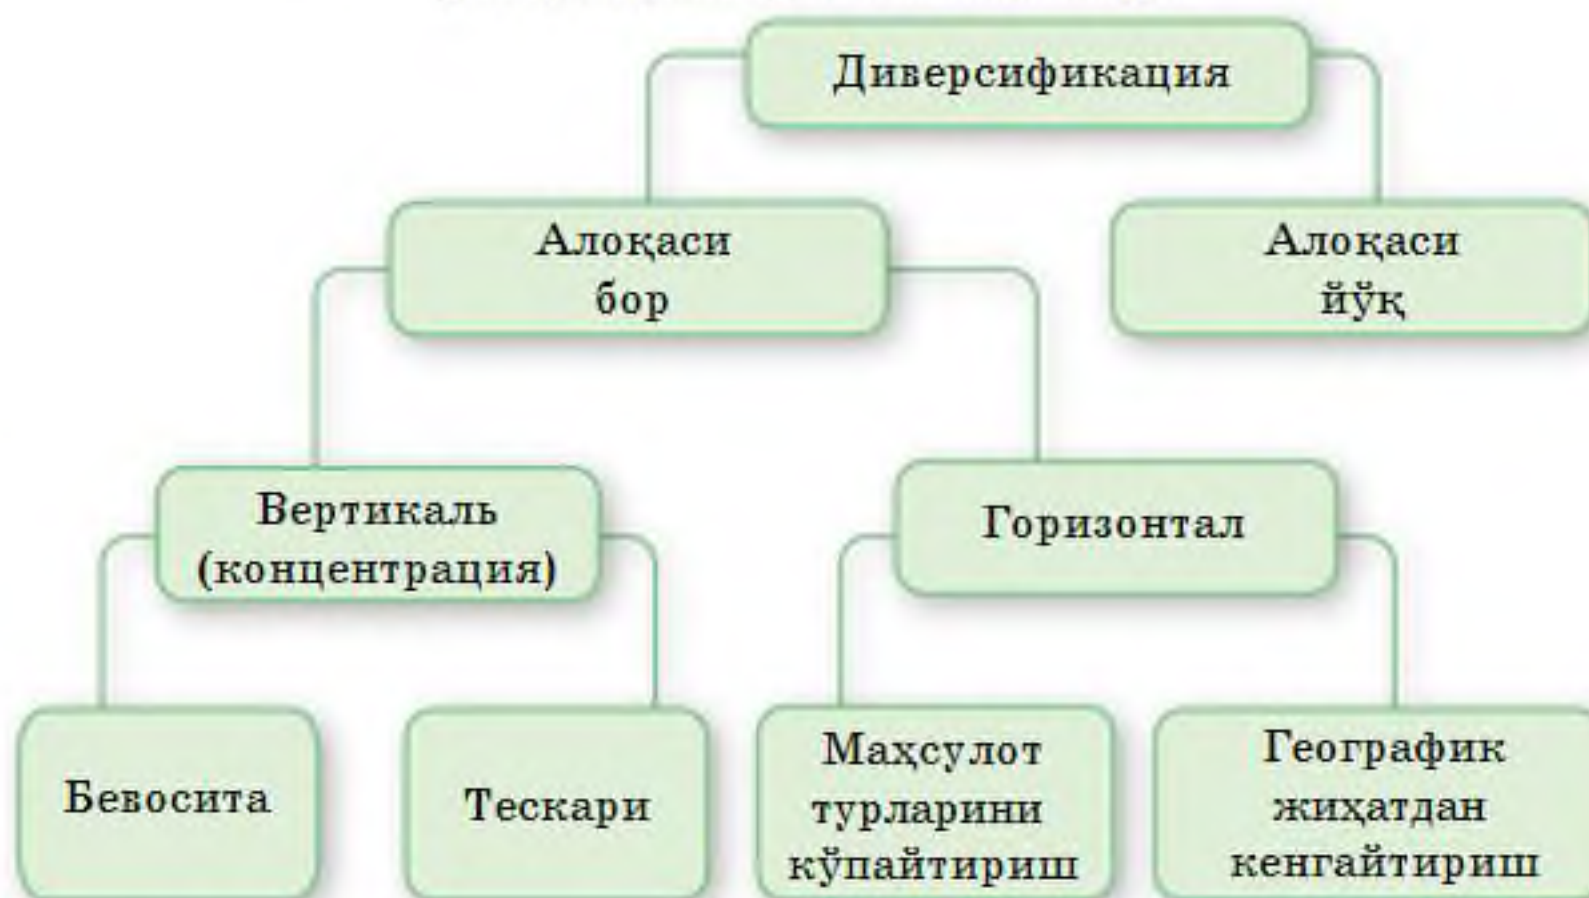 Диверсификация
Алоқаси
бор
Алоқаси
йўқ
Вертикаль
(концентрация)
Горизонтал
Бевосита
Тескари
Маҳсулот
турларини
кўпайтириш
Географик
жиҳатдан
кенгайтириш